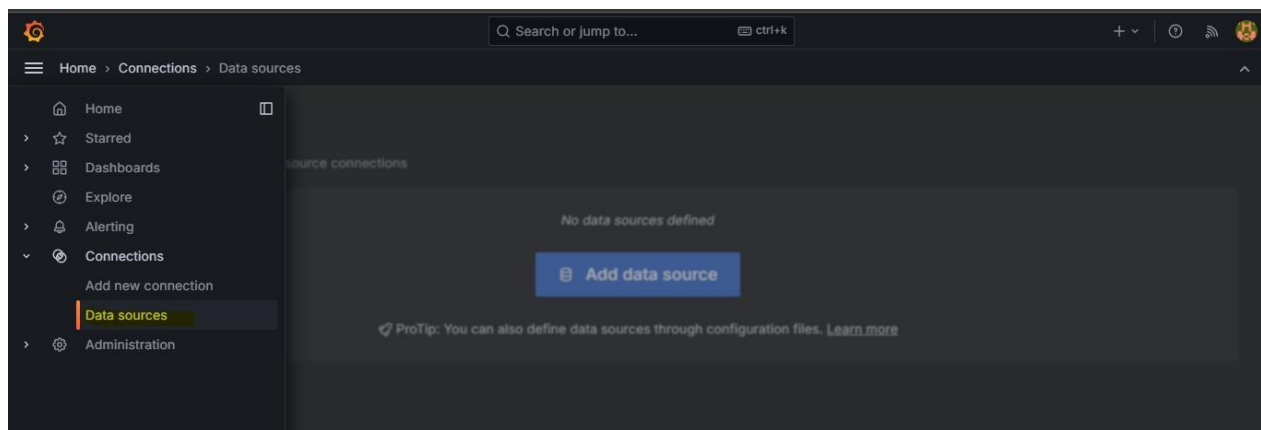 Search or jump to... ctrl+k
Home › Connections › Data sources
Home
Starred
Dashboards
source connections
Explore
No data sources defined
Alerting
Connections
Add data source
Add new connection
Data sources
ProTip: You can also define data sources through configuration files. Learn more
Administration